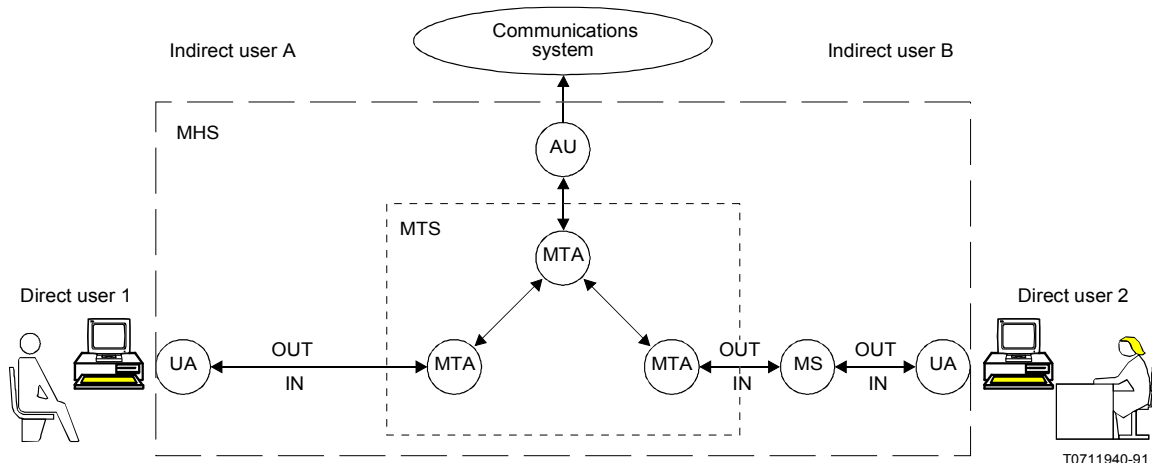 Communications
system
Indirect user A
Indirect user B
MHS
AU
MTS
MTA
Direct user 1
Direct user 2
UA
OUT
IN
MTA
MTA
OUT
IN
MS
OUT
IN
UA
T0711940-91